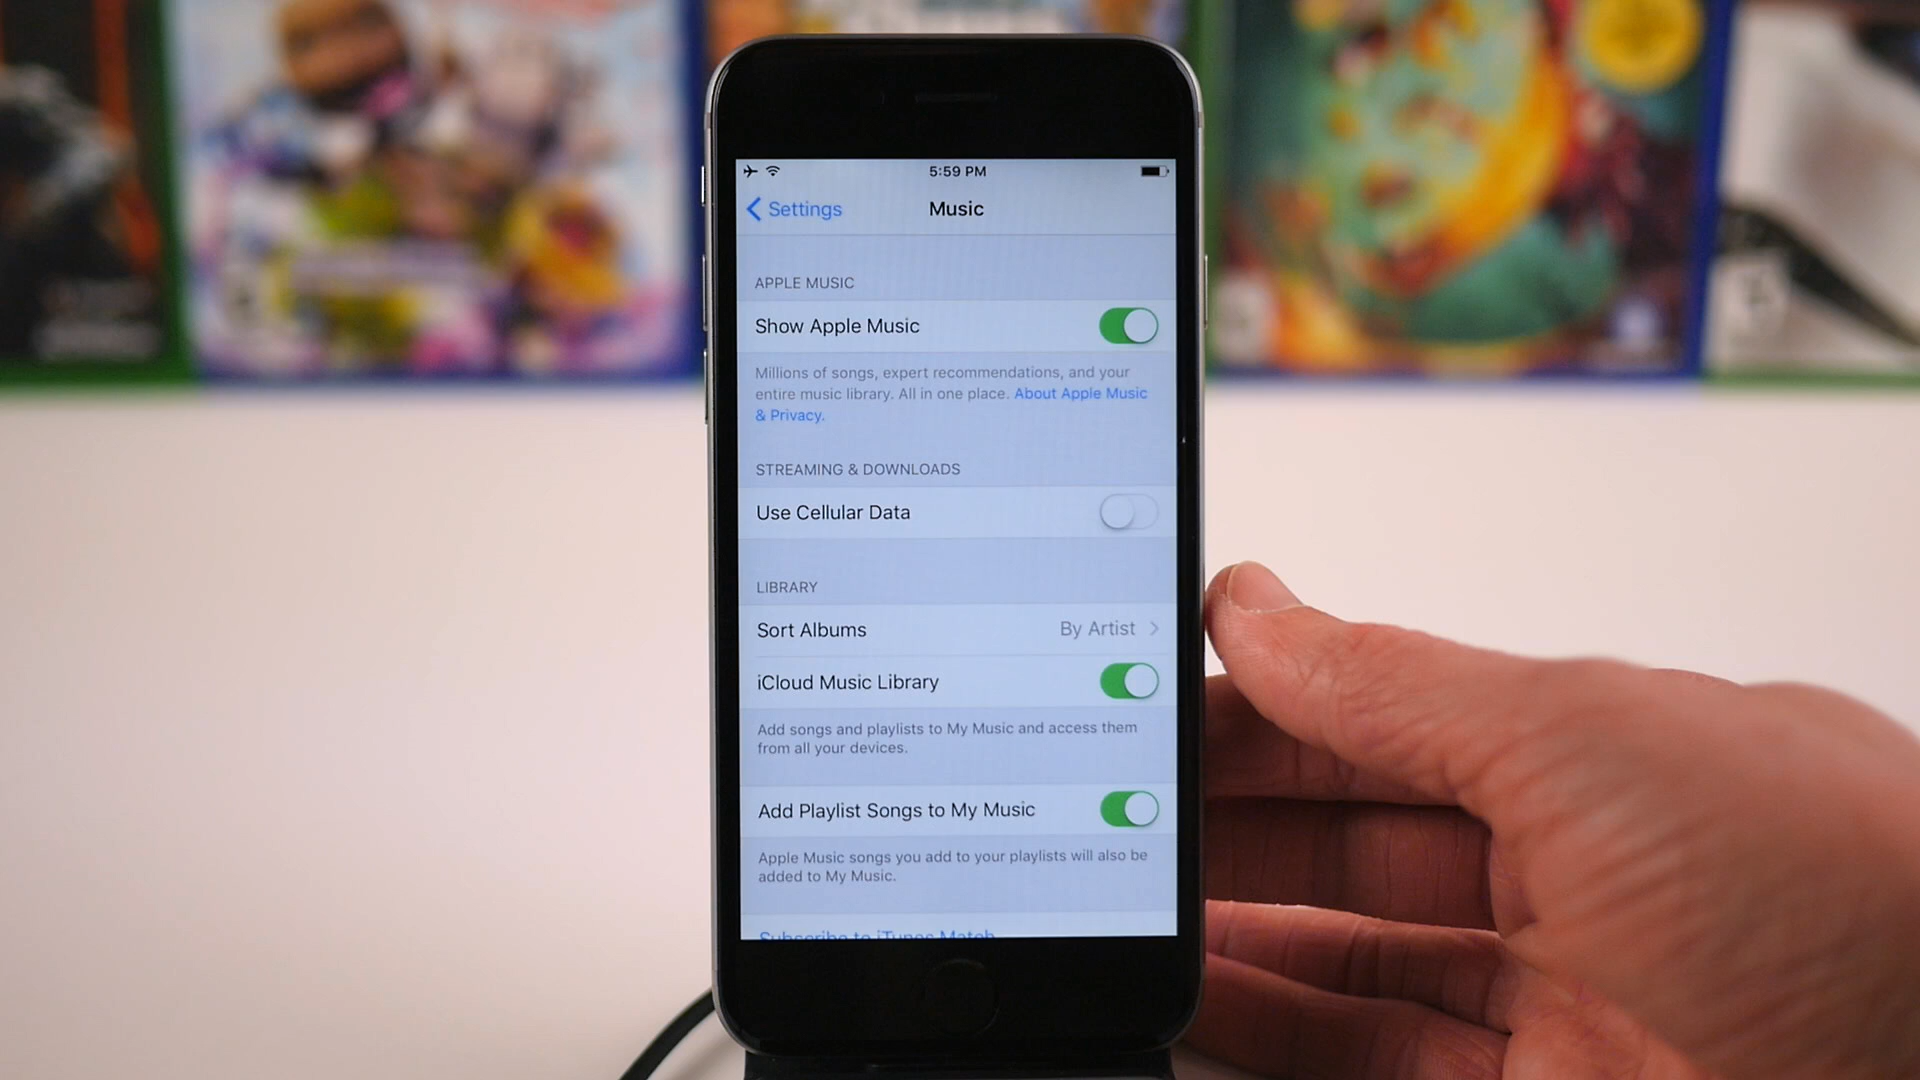 5:59 PM
Settings Music
APPLE MUSIC
Show Apple Music
Millions of songs, expert recommendations, and your
entire music library. All in one place. About Apple Music
& Privacy.
STREAMING & DOWNLOADS
Use Cellular Data
LIBRARY
Sort Albums By Artist
iCloud Music Library
Add songs and playlists to My Music and access them
from all your devices.
Add Playlist Songs to My Music
Apple Music songs you add to your playlists will also be
added to My Music.
Subscribe to iTunes Match